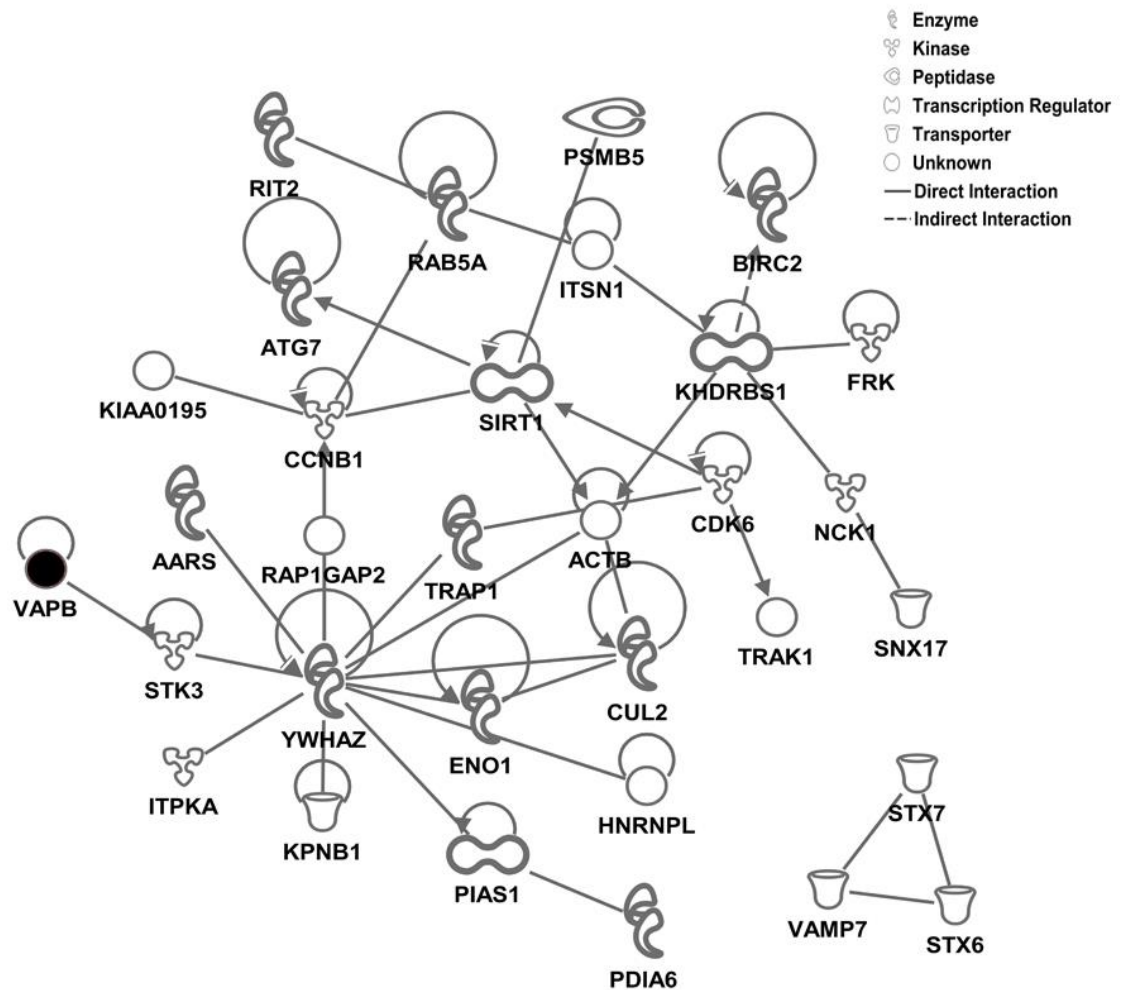 Enzyme
Kinase
Peptidase
Transcription Regulator
Transporter
Unknown
Direct Interaction
Indirect Interaction
PSMB5
RIT2
RAB5A
BIRC2
ITSN1
ATG7
FRK
KHDRBS1
KIAA0195
SIRT1
CCNB1
CDK6
NCK1
AARS
ACTB
RAP1GAP2
TRAP1
VAPB
SNX17
TRAK1
STK3
CUL2
YWHAZ
ENO1
ITPKA
STX7
HNRNPL
KPNB1
PIAS1
VAMP7
STX6
PDIA6